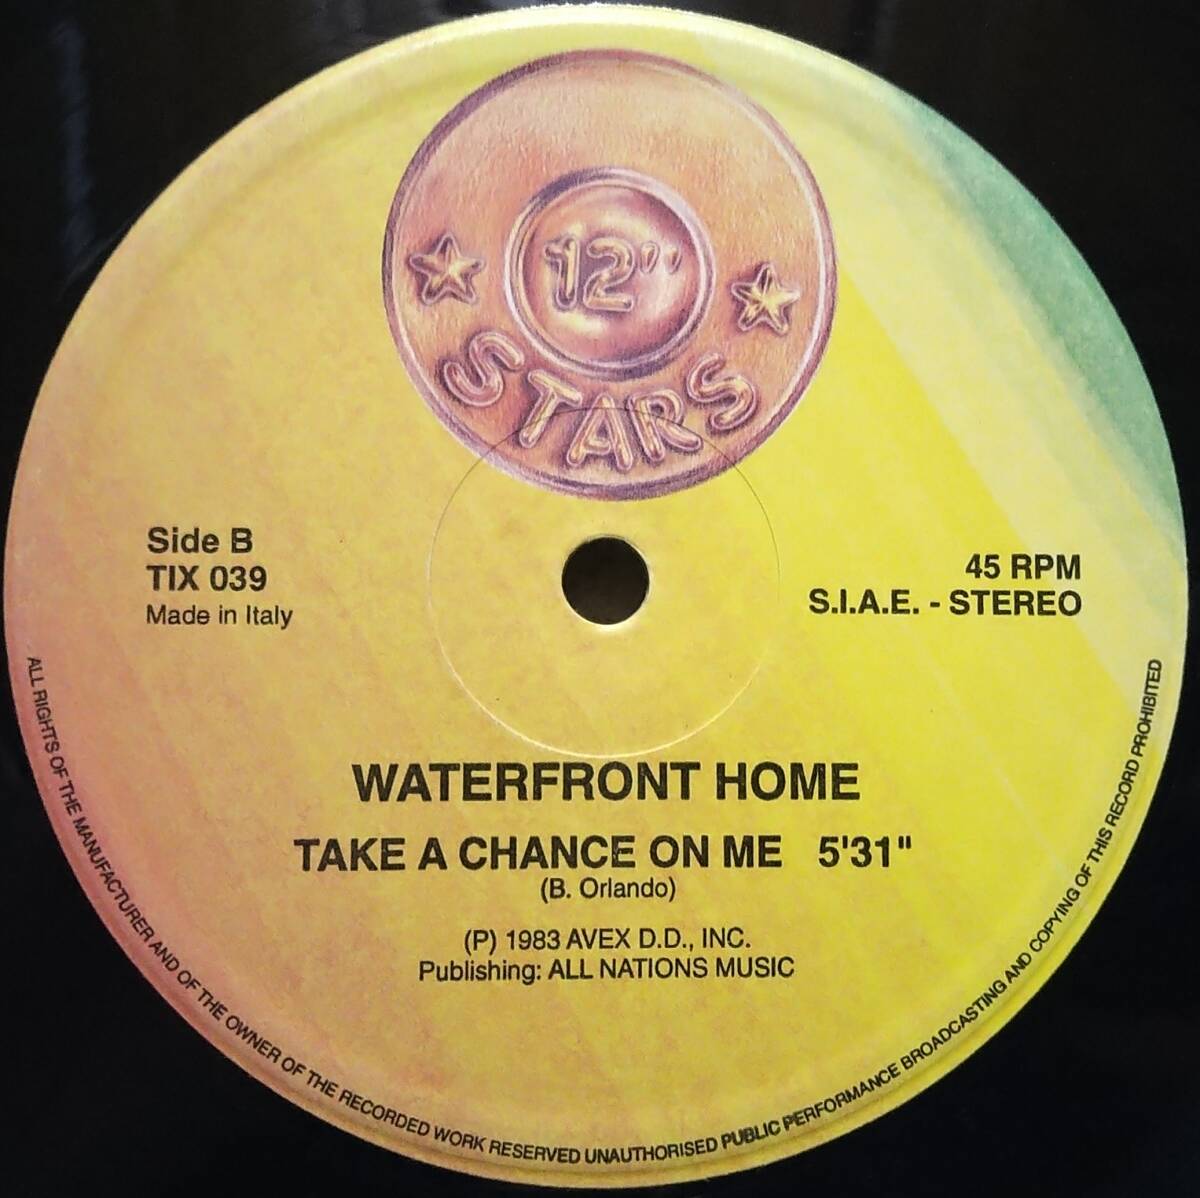 12"
STARS
Side B
TIX 039
Made in Italy
45 RPM
S.I.A.E. - STEREO
WATERFRONT HOME
TAKE A CHANCE ON ME 5'31"
(B. Orlando)
(P) 1983 AVEX D.D., INC.
Publishing: ALL NATIONS MUSIC
ALL RIGHTS OF THE MANUFACTURER AND OF THE OWNER OF THE RECORDED WORK RESERVED UNAUTHORISED PUBLIC PERFORMANCE BROADCASTING AND COPYING OF THIS RECORD PROHIBITED